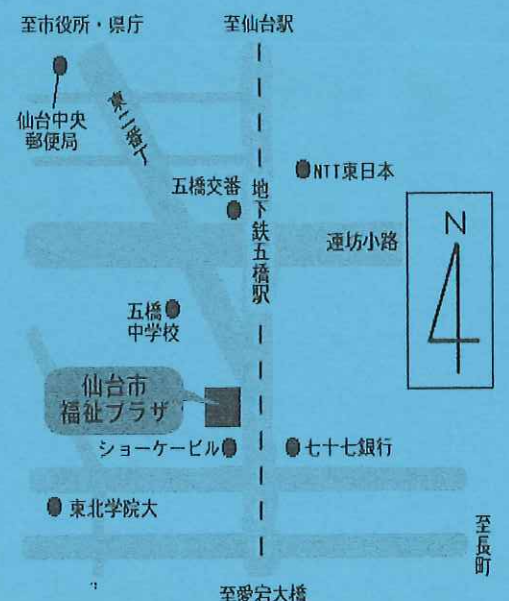 至市役所・県庁
至仙台駅
仙台中央
郵便局
東二番丁
NTT東日本
五橋交番
地下鉄五橋駅
連坊小路
N
五橋
中学校
仙台市
福祉プラザ
ショーケービル
七十七銀行
東北学院大
至長町
至愛宕大橋